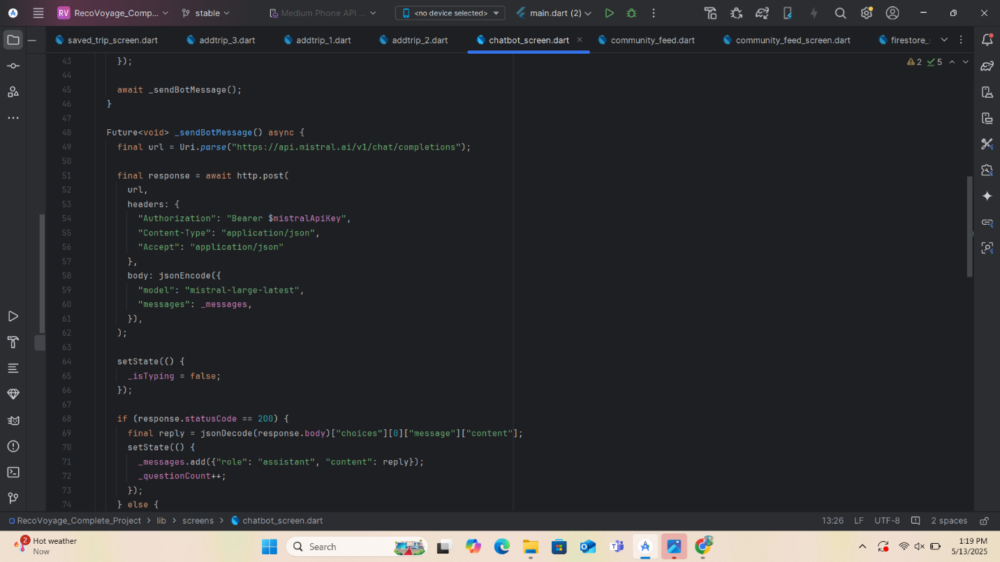 RV RecoVoyage_Comp... stable Medium Phone API ... <no device selected> main.dart (2)
saved_trip_screen.dart addtrip_3.dart addtrip_1.dart addtrip_2.dart chatbot_screen.dart community_feed.dart community_feed_screen.dart firestore_
2 5
43 });
44
45 await _sendBotMessage();
46 }
47
48 Future<void> _sendBotMessage() async {
49 final url = Uri.parse("https://api.mistral.ai/v1/chat/completions");
50
51 final response = await http.post(
52 url,
53 headers: {
54 "Authorization": "Bearer $mistralApiKey",
55 "Content-Type": "application/json",
56 "Accept": "application/json"
57 },
58 body: jsonEncode({
59 "model": "mistral-large-latest",
60 "messages": _messages,
61 }),
62 );
63
64 setState(() {
65 _isTyping = false;
66 });
67
68 if (response.statusCode == 200) {
69 final reply = jsonDecode(response.body)["choices"][0]["message"]["content"];
70 setState(() {
71 _messages.add({"role": "assistant", "content": reply});
72 _questionCount++;
73 });
74 } else {
RecoVoyage_Complete_Project > lib > screens > chatbot_screen.dart 13:26 LF UTF-8 2 spaces
2 Hot weather
Now
Search
1:19 PM
5/13/2025